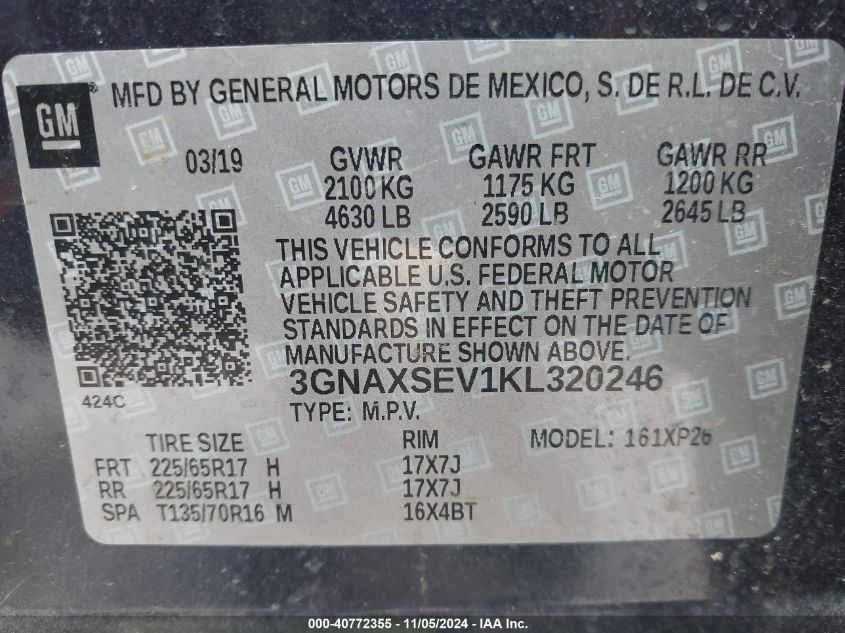 GM
MFD BY GENERAL MOTORS DE MEXICO, S. DE R.L. DE C.V.
03/19 GVWR GAWR FRT GAWR RR
2100 KG 1175 KG 1200 KG
4630 LB 2590 LB 2645 LB
THIS VEHICLE CONFORMS TO ALL
APPLICABLE U.S. FEDERAL MOTOR
VEHICLE SAFETY AND THEFT PREVENTION
STANDARDS IN EFFECT ON THE DATE OF
MANUFACTURE SHOWN ABOVE.
3GNAXSEV1KL320246
424C
TYPE: M.P.V.
TIRE SIZE RIM MODEL: 161XP26
FRT 225/65R17 H 17X7J
RR 225/65R17 H 17X7J
SPA T135/70R16 M 16X4BT
000-40772355 - 11/05/2024 - IAA Inc.